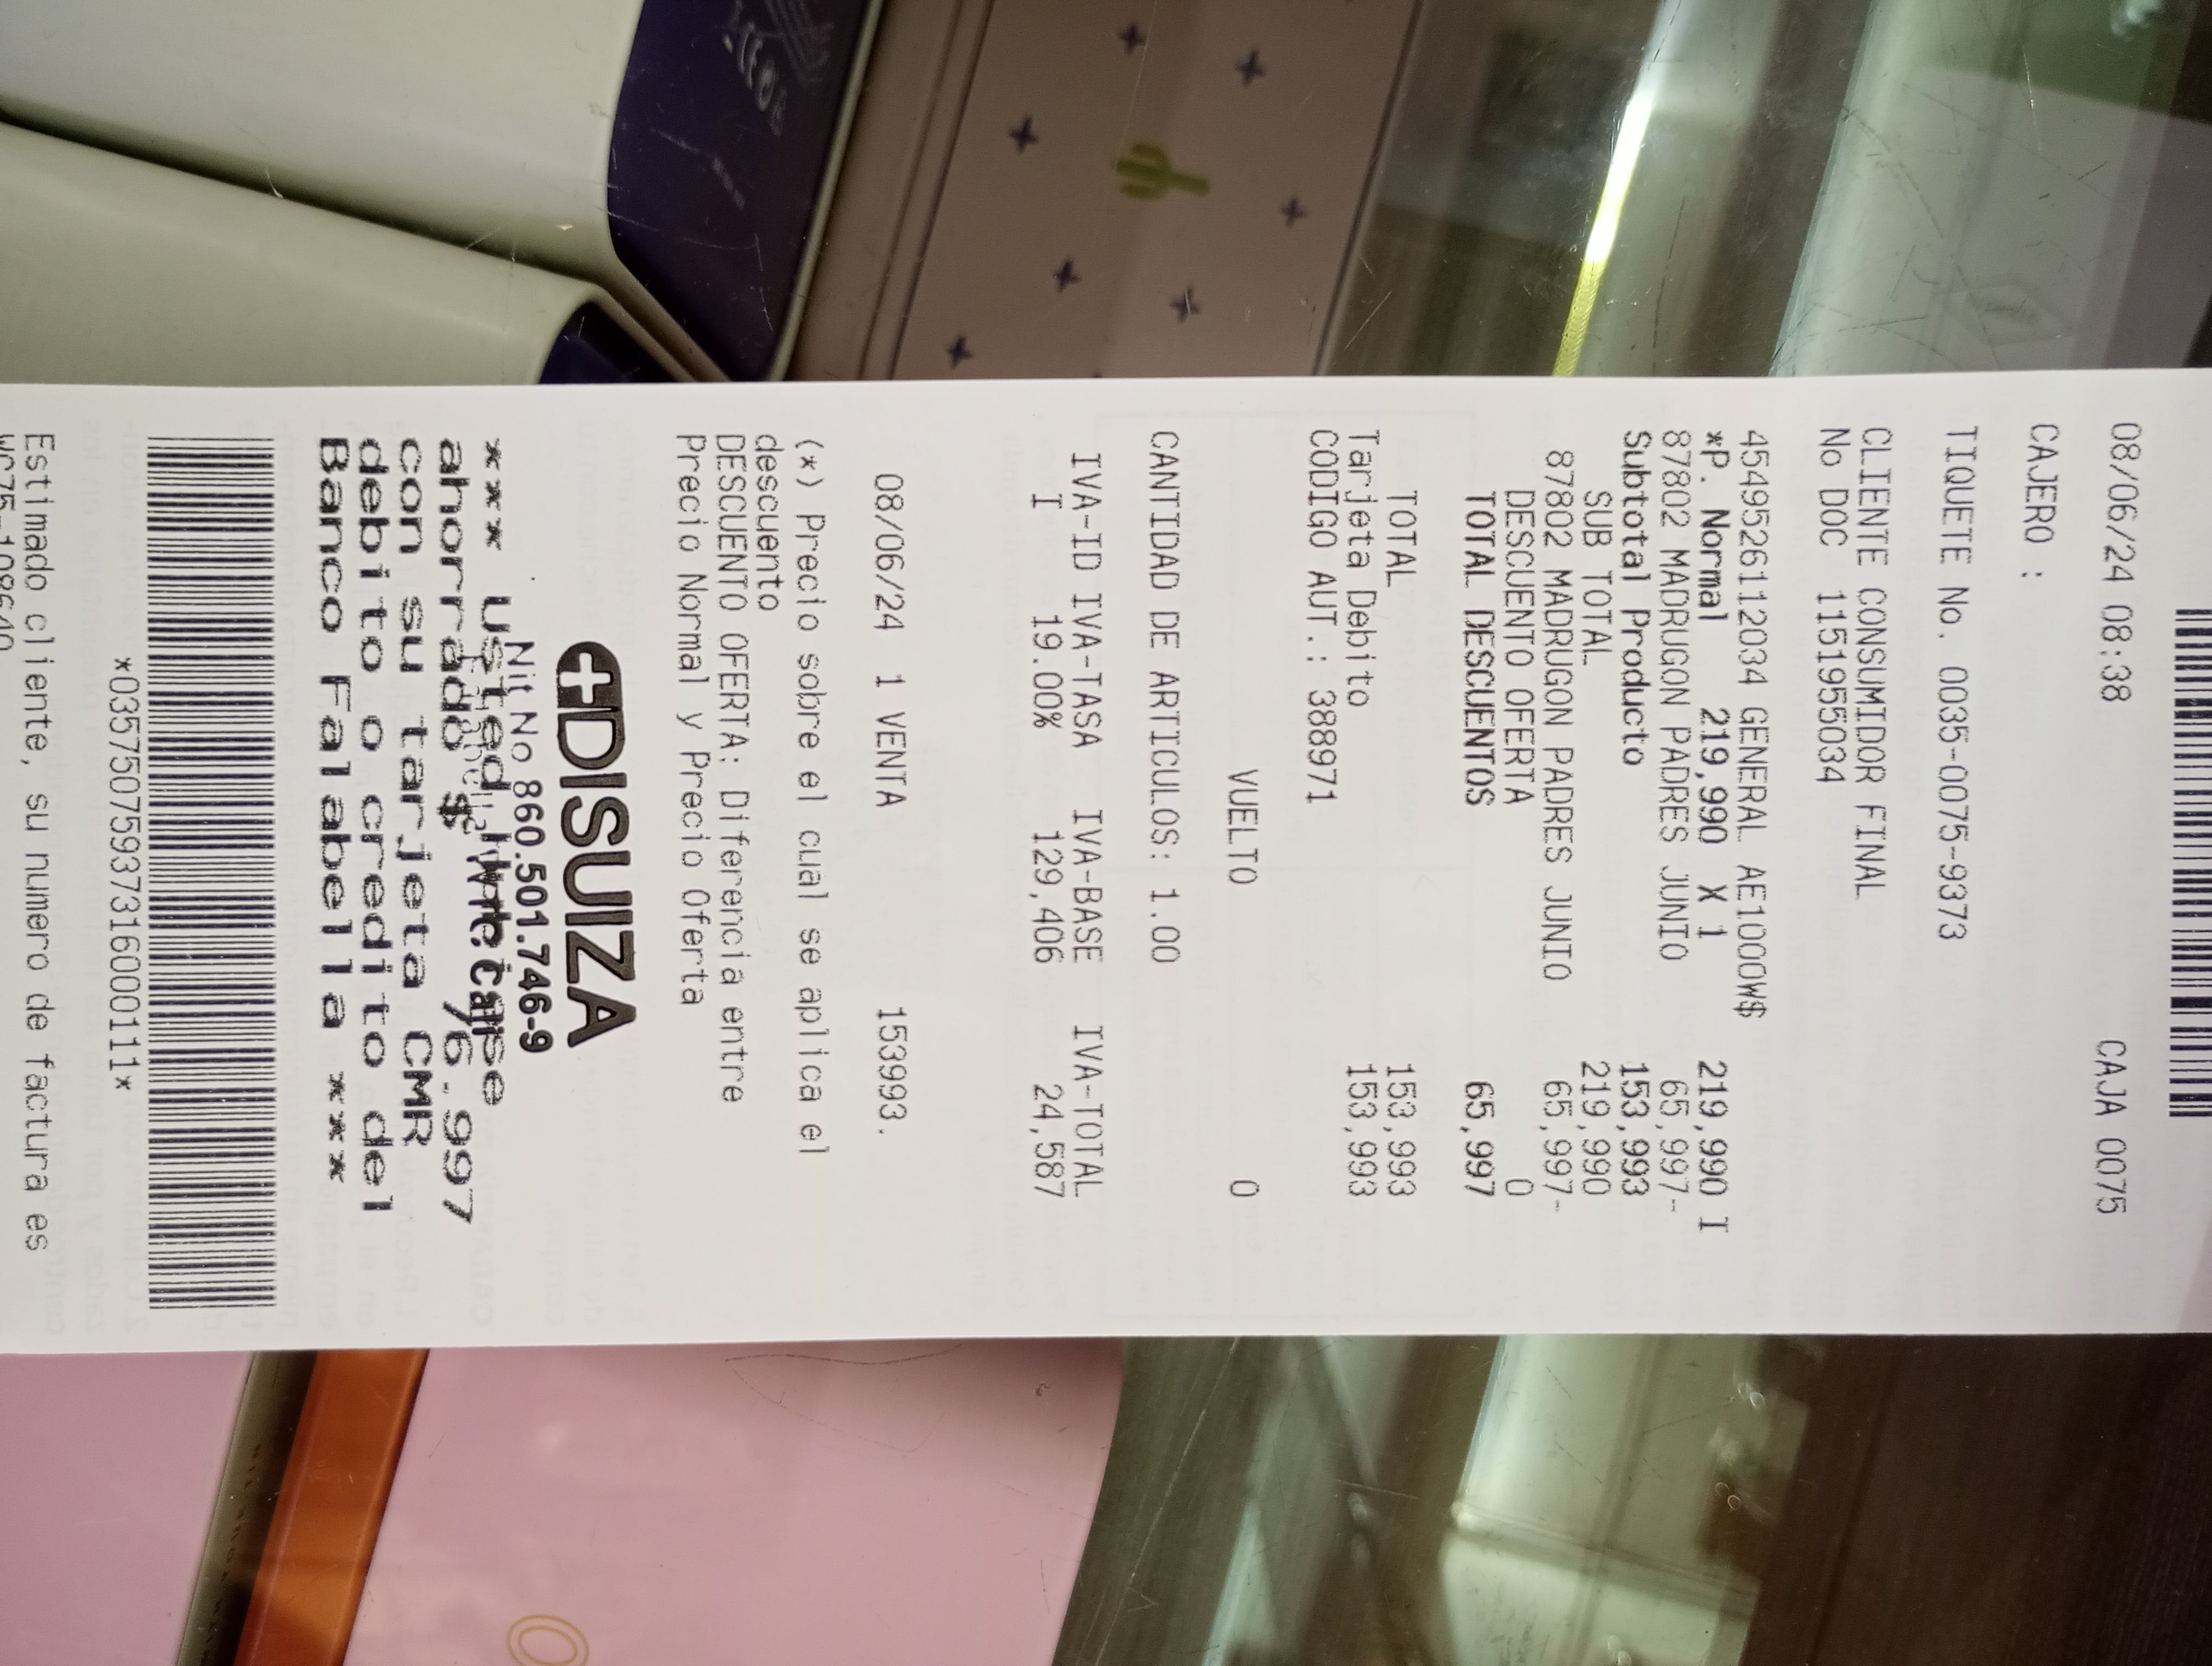 08/06/24 08:38 CAJA 0075
CAJERO :
TIQUETE No. 0035-0075-9373
CLIENTE CONSUMIDOR FINAL
No DOC 1151955034
4549526112034 GENERAL AE1000W$
*P. Normal 219,990 X 1 219,990 I
87802 MADRUGON PADRES JUNIO 65,997-
Subtotal Producto 153,993
SUB TOTAL 219,990
87802 MADRUGON PADRES JUNIO 65,997-
DESCUENTO OFERTA 0
TOTAL DESCUENTOS 65,997
TOTAL 153,993
Tarjeta Debito 153,993
CODIGO AUT.: 388971
VUELTO 0
CANTIDAD DE ARTICULOS: 1.00
IVA-ID IVA-TASA IVA-BASE IVA-TOTAL
I 19.00% 129,406 24,587
08/06/24 1 VENTA 153993.
(*) Precio sobre el cual se aplica el
descuento
DESCUENTO OFERTA: Diferencia entre
Precio Normal y Precio Oferta
DISUIZA
Nit No 860.501.746-9
*** Usted
ahorrado $ 76.997
con su tarjeta CMR
debito o credito del
Banco Falabella ***
*03575007593731600011 1*
Estimado cliente, su numero de factura es